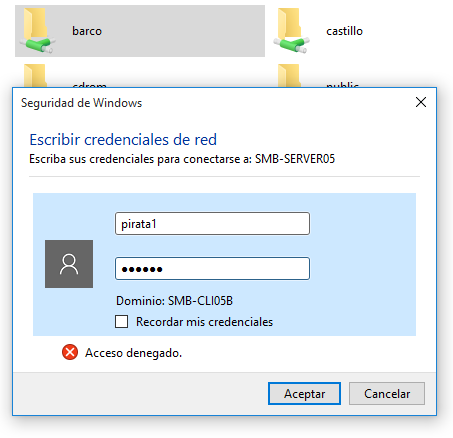 barco
castillo
cdrom
public
Seguridad de Windows
Escribir credenciales de red
Escriba sus credenciales para conectarse a: SMB-SERVER05
pirata1
●●●●●●
Dominio: SMB-CLI05B
Recordar mis credenciales
Acceso denegado.
Aceptar
Cancelar